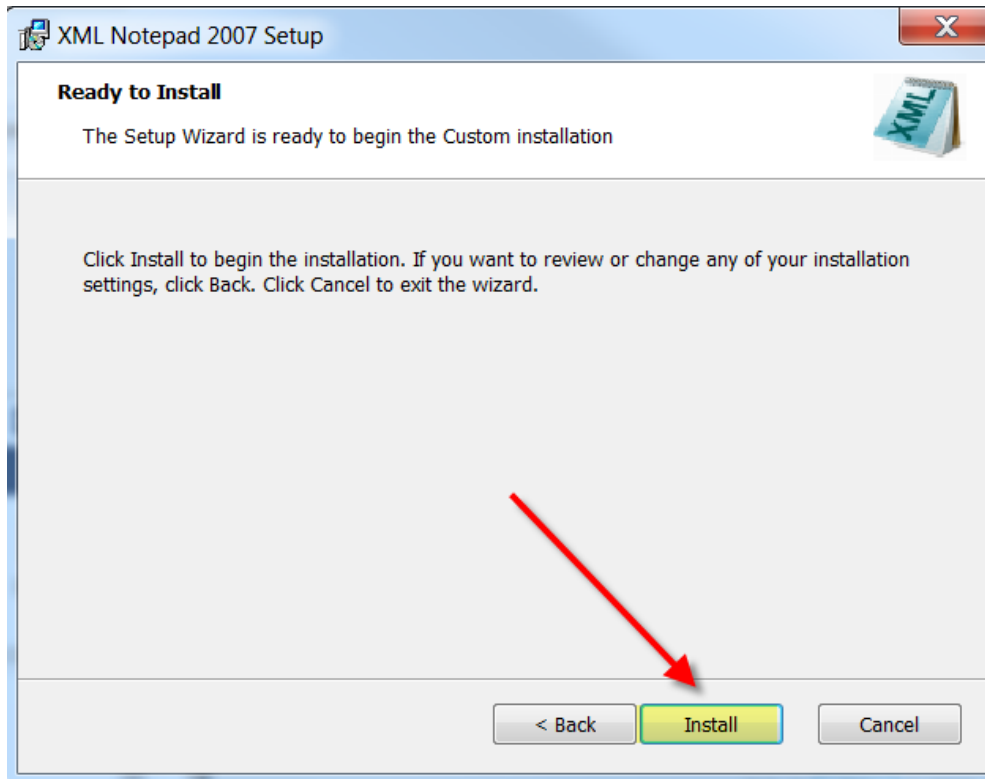 XML Notepad 2007 Setup
X
Ready to Install
The Setup Wizard is ready to begin the Custom installation
XML
Click Install to begin the installation. If you want to review or change any of your installation
settings, click Back. Click Cancel to exit the wizard.
< Back Install Cancel